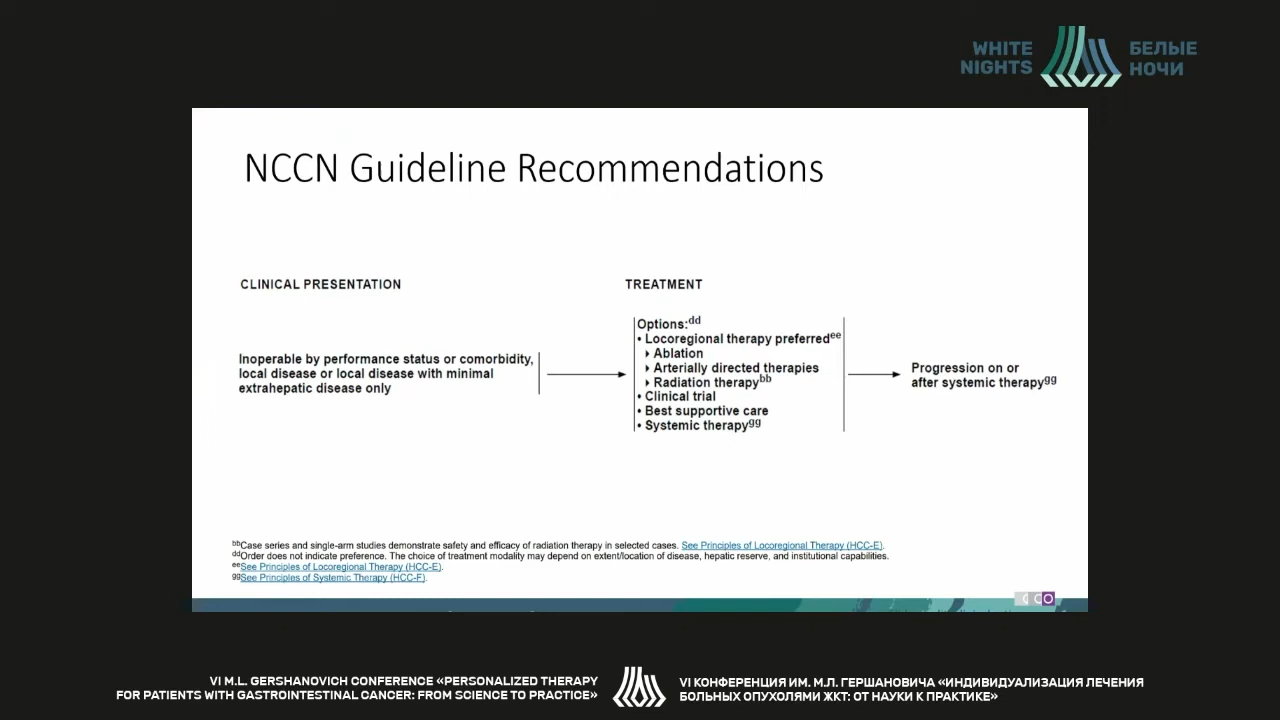 WHITE
NIGHTS
БЕЛЫЕ
НОЧИ
NCCN Guideline Recommendations
CLINICAL PRESENTATION
TREATMENT
Inoperable by performance status or comorbidity,
local disease or local disease with minimal
extrahepatic disease only
Options:dd
• Locoregional therapy preferredee
Ablation
Arterially directed therapies
Radiation therapybb
• Clinical trial
• Best supportive care
• Systemic therapygg
Progression on or
after systemic therapygg
bbCase series and single-arm studies demonstrate safety and efficacy of radiation therapy in selected cases. See Principles of Locoregional Therapy (HCC-E).
ddOrder does not indicate preference. The choice of treatment modality may depend on extent/location of disease, hepatic reserve, and institutional capabilities.
eeSee Principles of Locoregional Therapy (HCC-E).
ggSee Principles of Systemic Therapy (HCC-F).
VI M.L. GERSHANOVICH CONFERENCE «PERSONALIZED THERAPY
FOR PATIENTS WITH GASTROINTESTINAL CANCER: FROM SCIENCE TO PRACTICE»
VI КОНФЕРЕНЦИЯ ИМ. М.Л. ГЕРШАНОВИЧА «ИНДИВИДУАЛИЗАЦИЯ ЛЕЧЕНИЯ
БОЛЬНЫХ ОПУХОЛЯМИ ЖКТ: ОТ НАУКИ К ПРАКТИКЕ»